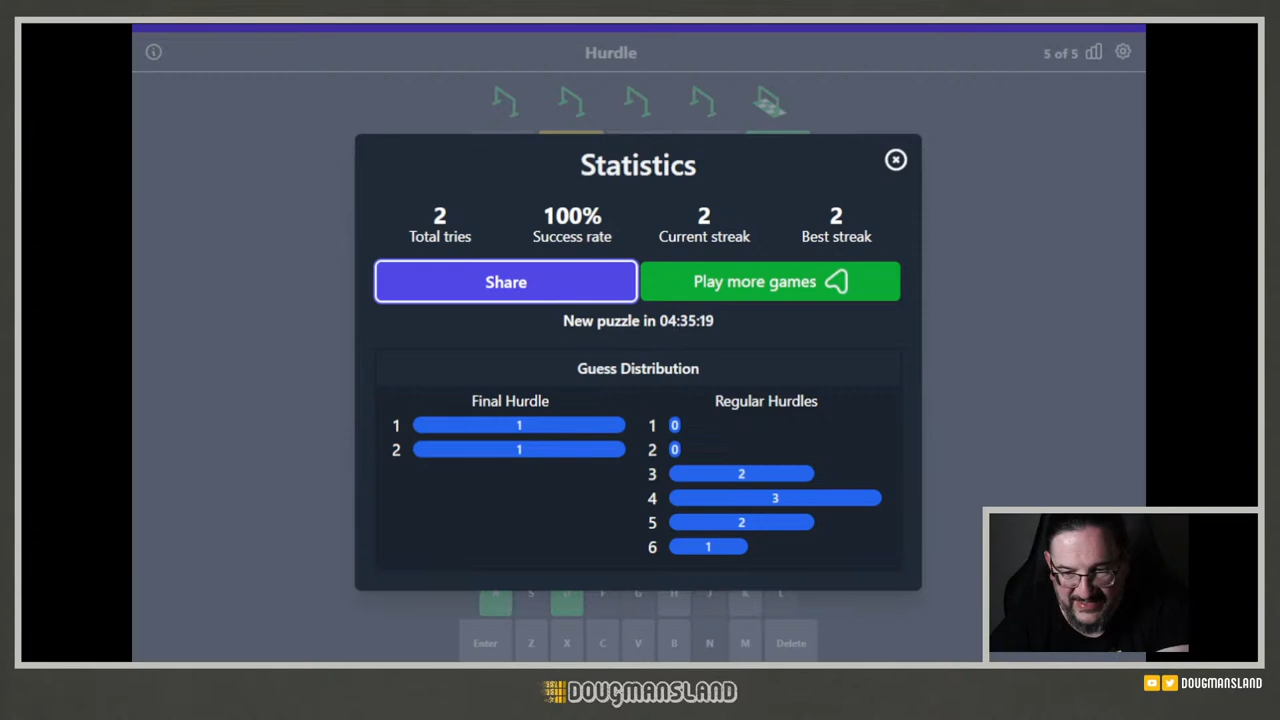 Hurdle
5 of 5
Statistics
2 100% 2 2
Total tries Success rate Current streak Best streak
Share Play more games
New puzzle in 04:35:19
Guess Distribution
Final Hurdle Regular Hurdles
1 1 1 0
2 1 2 0
3 2
4 3
5 2
6 1
A S D F G H J K L
Enter Z X C V B N M Delete
DOUGMANSLAND
DOUGMANSLAND